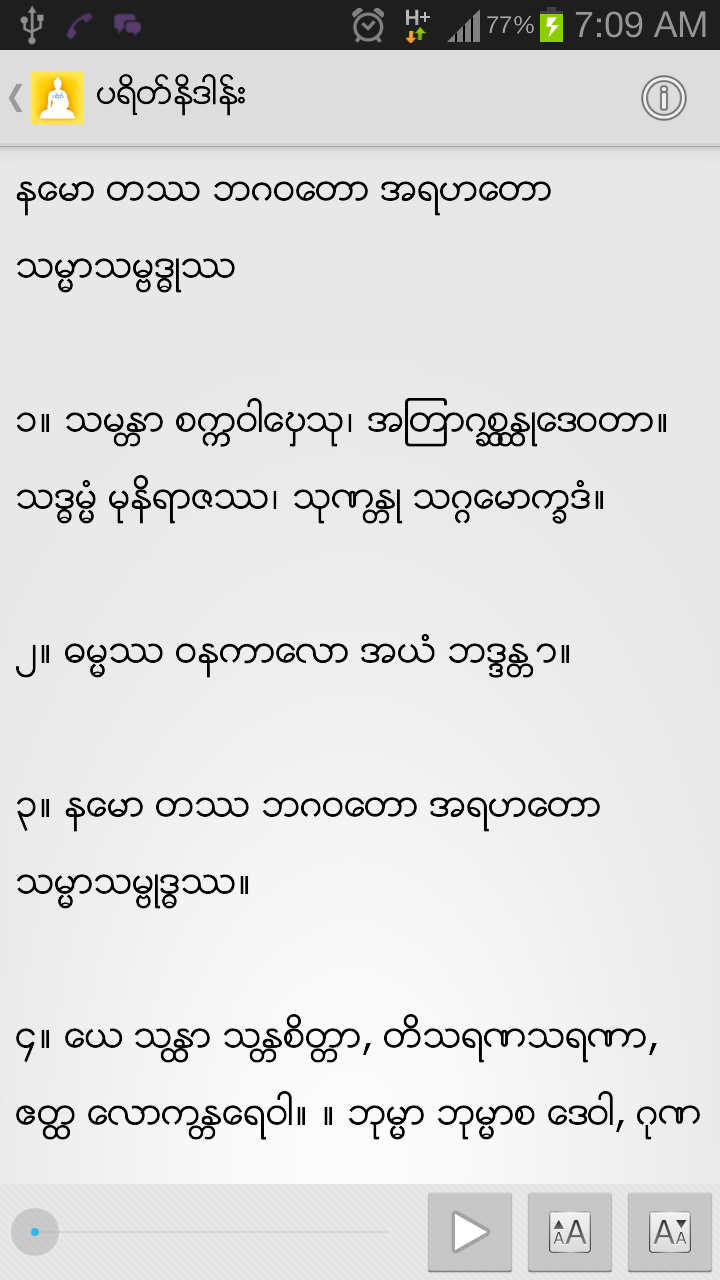 H+ 77% 7:09 AM
ပရိတ်နိဒါန်း
နမော တဿ ဘဂဝတော အရဟတော
သမ္မာသမ္ဗဒ္ဓုဿ
၁။ သမန္တာ စက္ကဝါဠေသု၊ အတြာဂစ္ဆန္တုဒေဝတာ။
သဒ္ဓမ္မံ မုနိရာဇဿ၊ သုဏန္တု သဂ္ဂမောက္ခဒံ။
၂။ ဓမ္မဿ ဝနကာလော အယံ ဘဒ္ဒန္တာ။
၃။ နမော တဿ ဘဂဝတော အရဟတော
သမ္မာသမ္ဗုဒ္ဓဿ။
၄။ ယေ သန္ထာ သန္တစိတ္တာ, တိသရဏသရဏာ,
ဧတ္ထ လောကန္တရေဝါ။ ။ ဘုမ္မာ ဘုမ္မာစ ဒေဝါ, ဂုဏ
AA AA